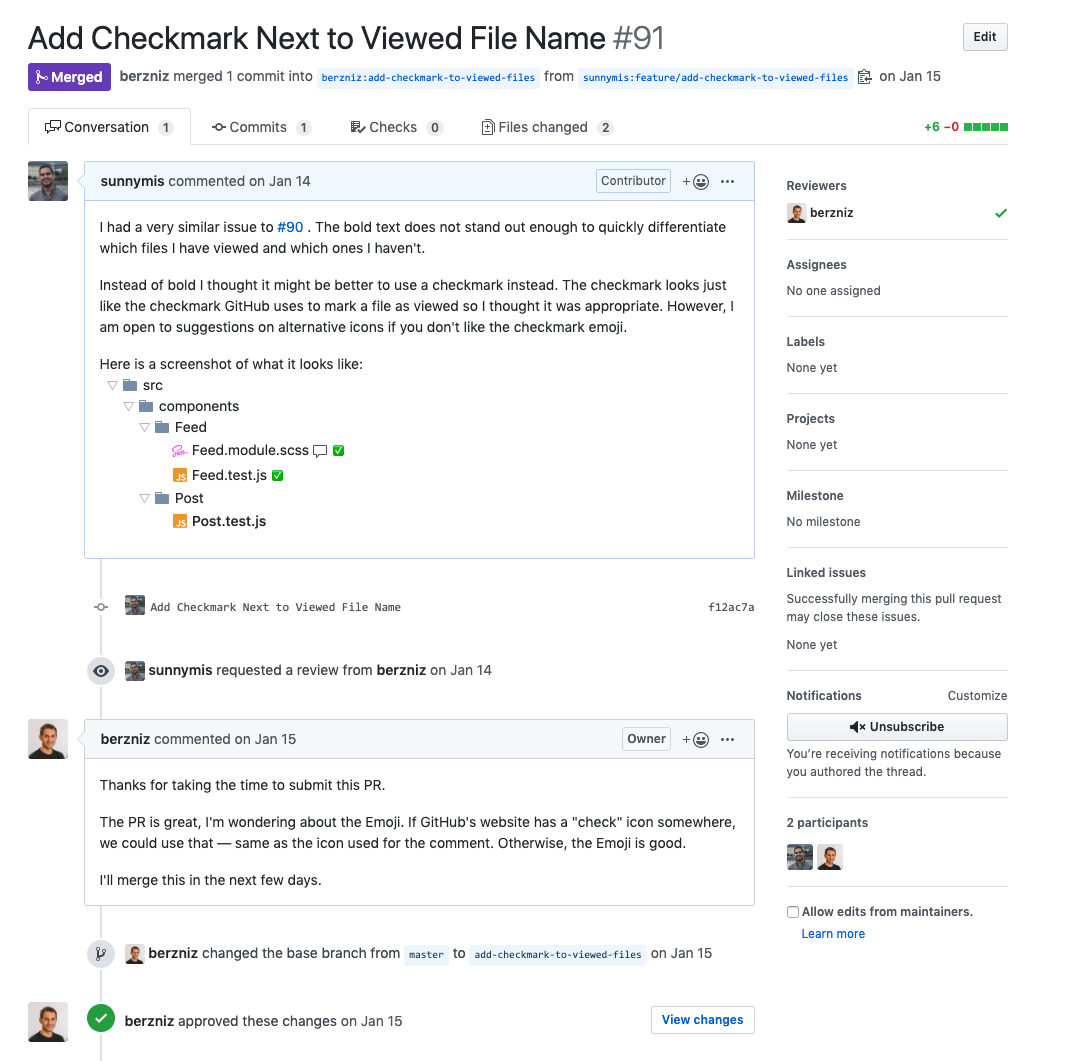 Add Checkmark Next to Viewed File Name #91
Edit
Merged berzniz merged 1 commit into berzniz:add-checkmark-to-viewed-files from sunnymis:feature/add-checkmark-to-viewed-files on Jan 15
Conversation 1 Commits 1 Checks 0 Files changed 2
+6 −0
sunnymis commented on Jan 14
Contributor
+
I had a very similar issue to #90 . The bold text does not stand out enough to quickly differentiate
which files I have viewed and which ones I haven't.
Instead of bold I thought it might be better to use a checkmark instead. The checkmark looks just
like the checkmark GitHub uses to mark a file as viewed so I thought it was appropriate. However, I
am open to suggestions on alternative icons if you don't like the checkmark emoji.
Here is a screenshot of what it looks like:
src
components
Feed
Feed.module.scss
JS Feed.test.js
Post
JS Post.test.js
Add Checkmark Next to Viewed File Name
f12ac7a
sunnymis requested a review from berzniz on Jan 14
berzniz commented on Jan 15
Owner
+
Thanks for taking the time to submit this PR.
The PR is great, I'm wondering about the Emoji. If GitHub's website has a "check" icon somewhere,
we could use that — same as the icon used for the comment. Otherwise, the Emoji is good.
I'll merge this in the next few days.
berzniz changed the base branch from master to add-checkmark-to-viewed-files on Jan 15
berzniz approved these changes on Jan 15
View changes
Reviewers
berzniz
Assignees
No one assigned
Labels
None yet
Projects
None yet
Milestone
No milestone
Linked issues
Successfully merging this pull request
may close these issues.
None yet
Notifications
Customize
Unsubscribe
You're receiving notifications because
you authored the thread.
2 participants
Allow edits from maintainers.
Learn more